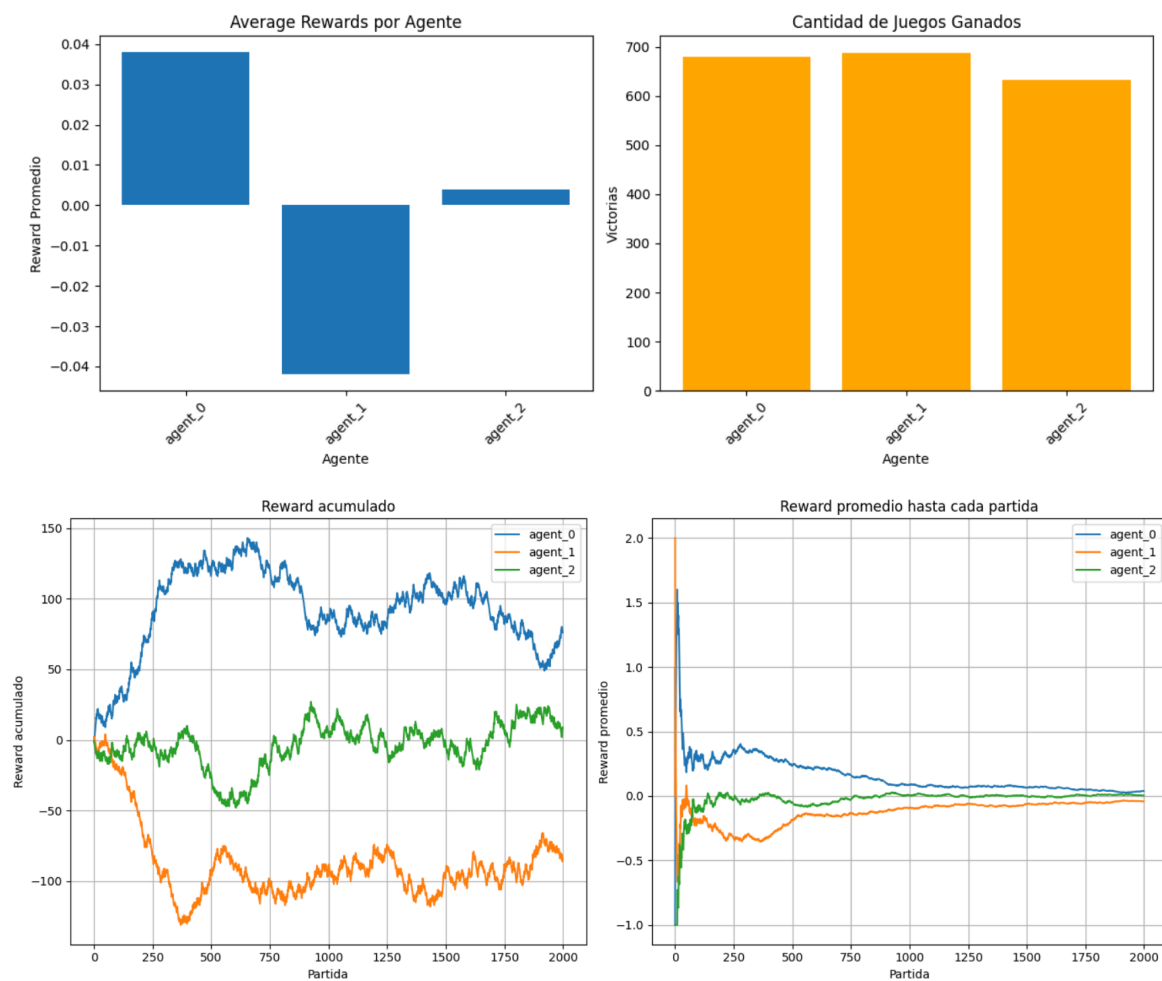 Average Rewards por Agente
Reward Promedio
0.04
0.03
0.02
0.01
0.00
−0.01
−0.02
−0.03
−0.04
agent_0
agent_1
agent_2
Agente
Cantidad de Juegos Ganados
Victorias
700
600
500
400
300
200
100
0
agent_0
agent_1
agent_2
Agente
Reward acumulado
Reward acumulado
150
100
50
0
−50
−100
agent_0
agent_1
agent_2
0
250
500
750
1000
1250
1500
1750
2000
Partida
Reward promedio hasta cada partida
Reward promedio
2.0
1.5
1.0
0.5
0.0
−0.5
−1.0
agent_0
agent_1
agent_2
0
250
500
750
1000
1250
1500
1750
2000
Partida